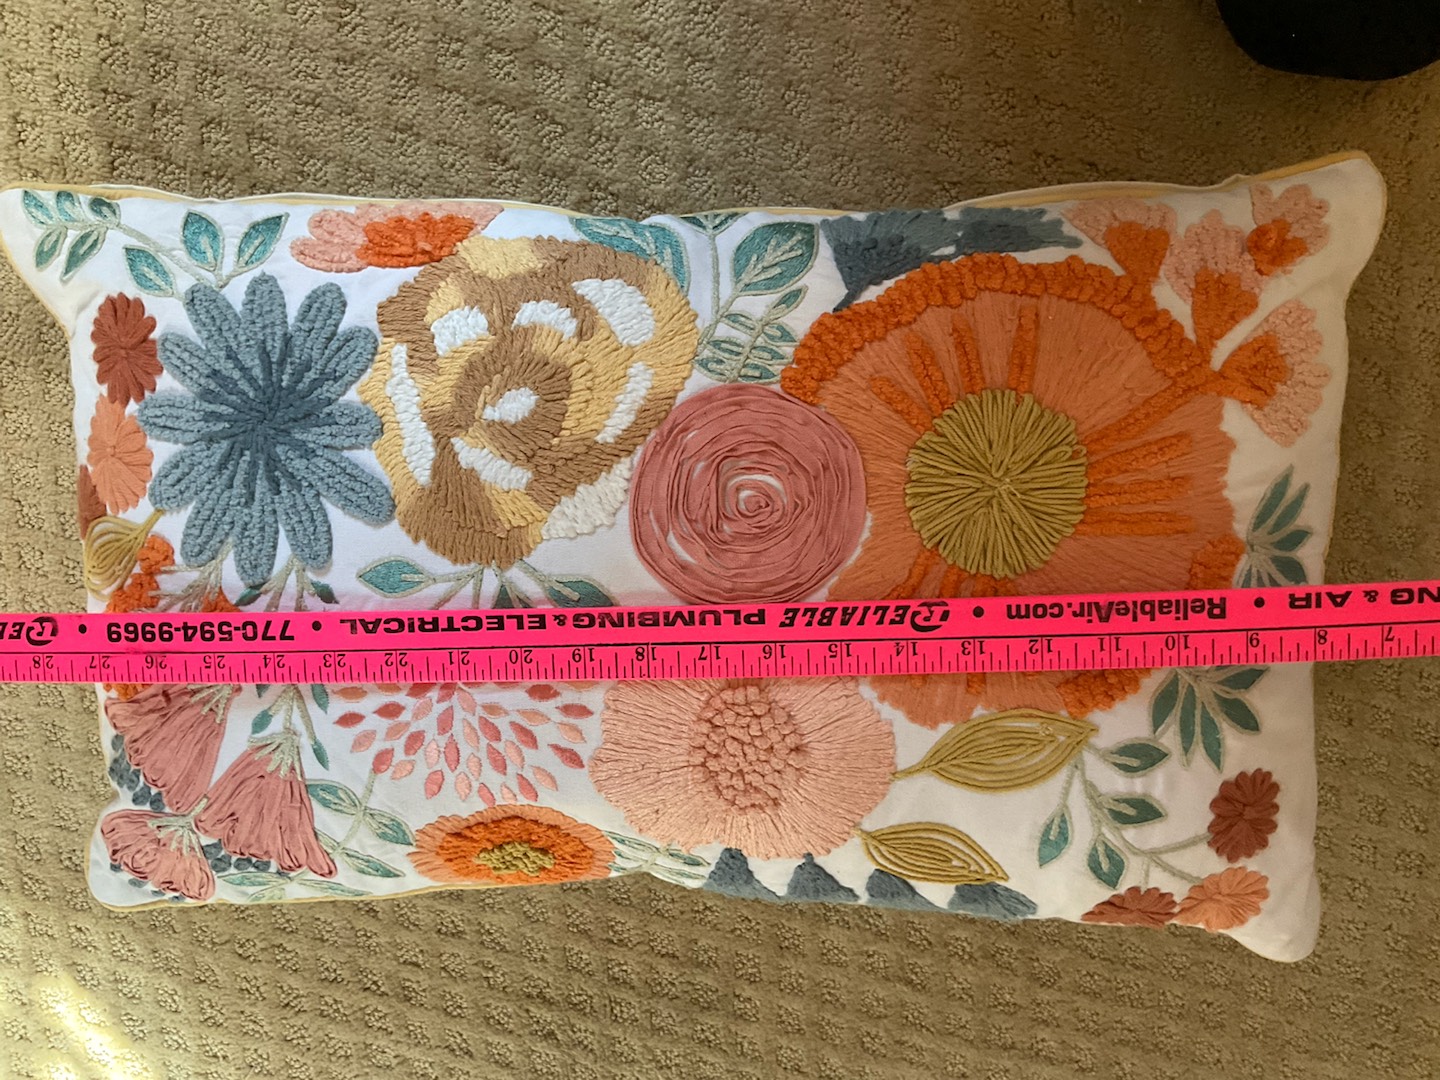 7 8 9 10 11 12 13 14 15 16 17 18 19 20 21 22 23 24 25 26 27 28
NG & AIR • ReliableAir.com • RELIABLE PLUMBING & ELECTRICAL • 770-594-9969 •